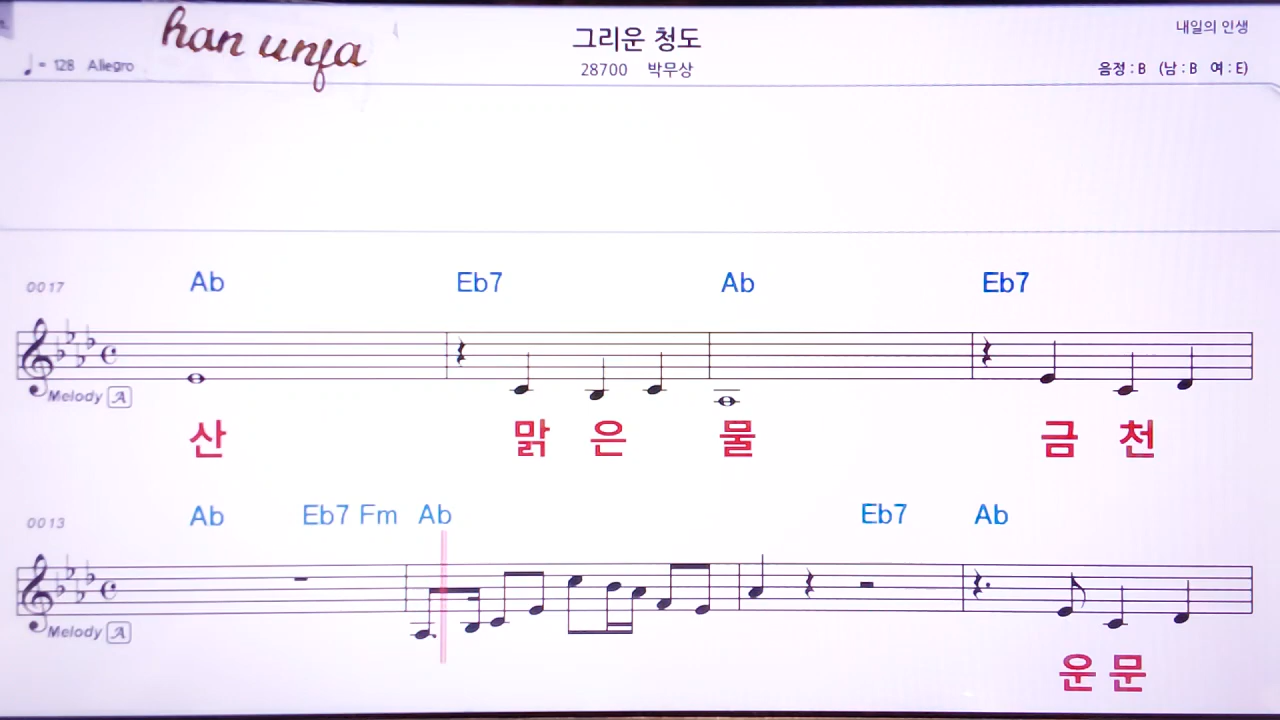 han unfa
그리운 청도
내일의 인생
♩ = 128 Allegro
28700 박무상
음정 : B (남 : B 여 : E)
0017 Ab Eb7 Ab Eb7
Melody A
산 맑 은 물 금 천
0013 Ab Eb7 Fm Ab Eb7 Ab
Melody A
운 문